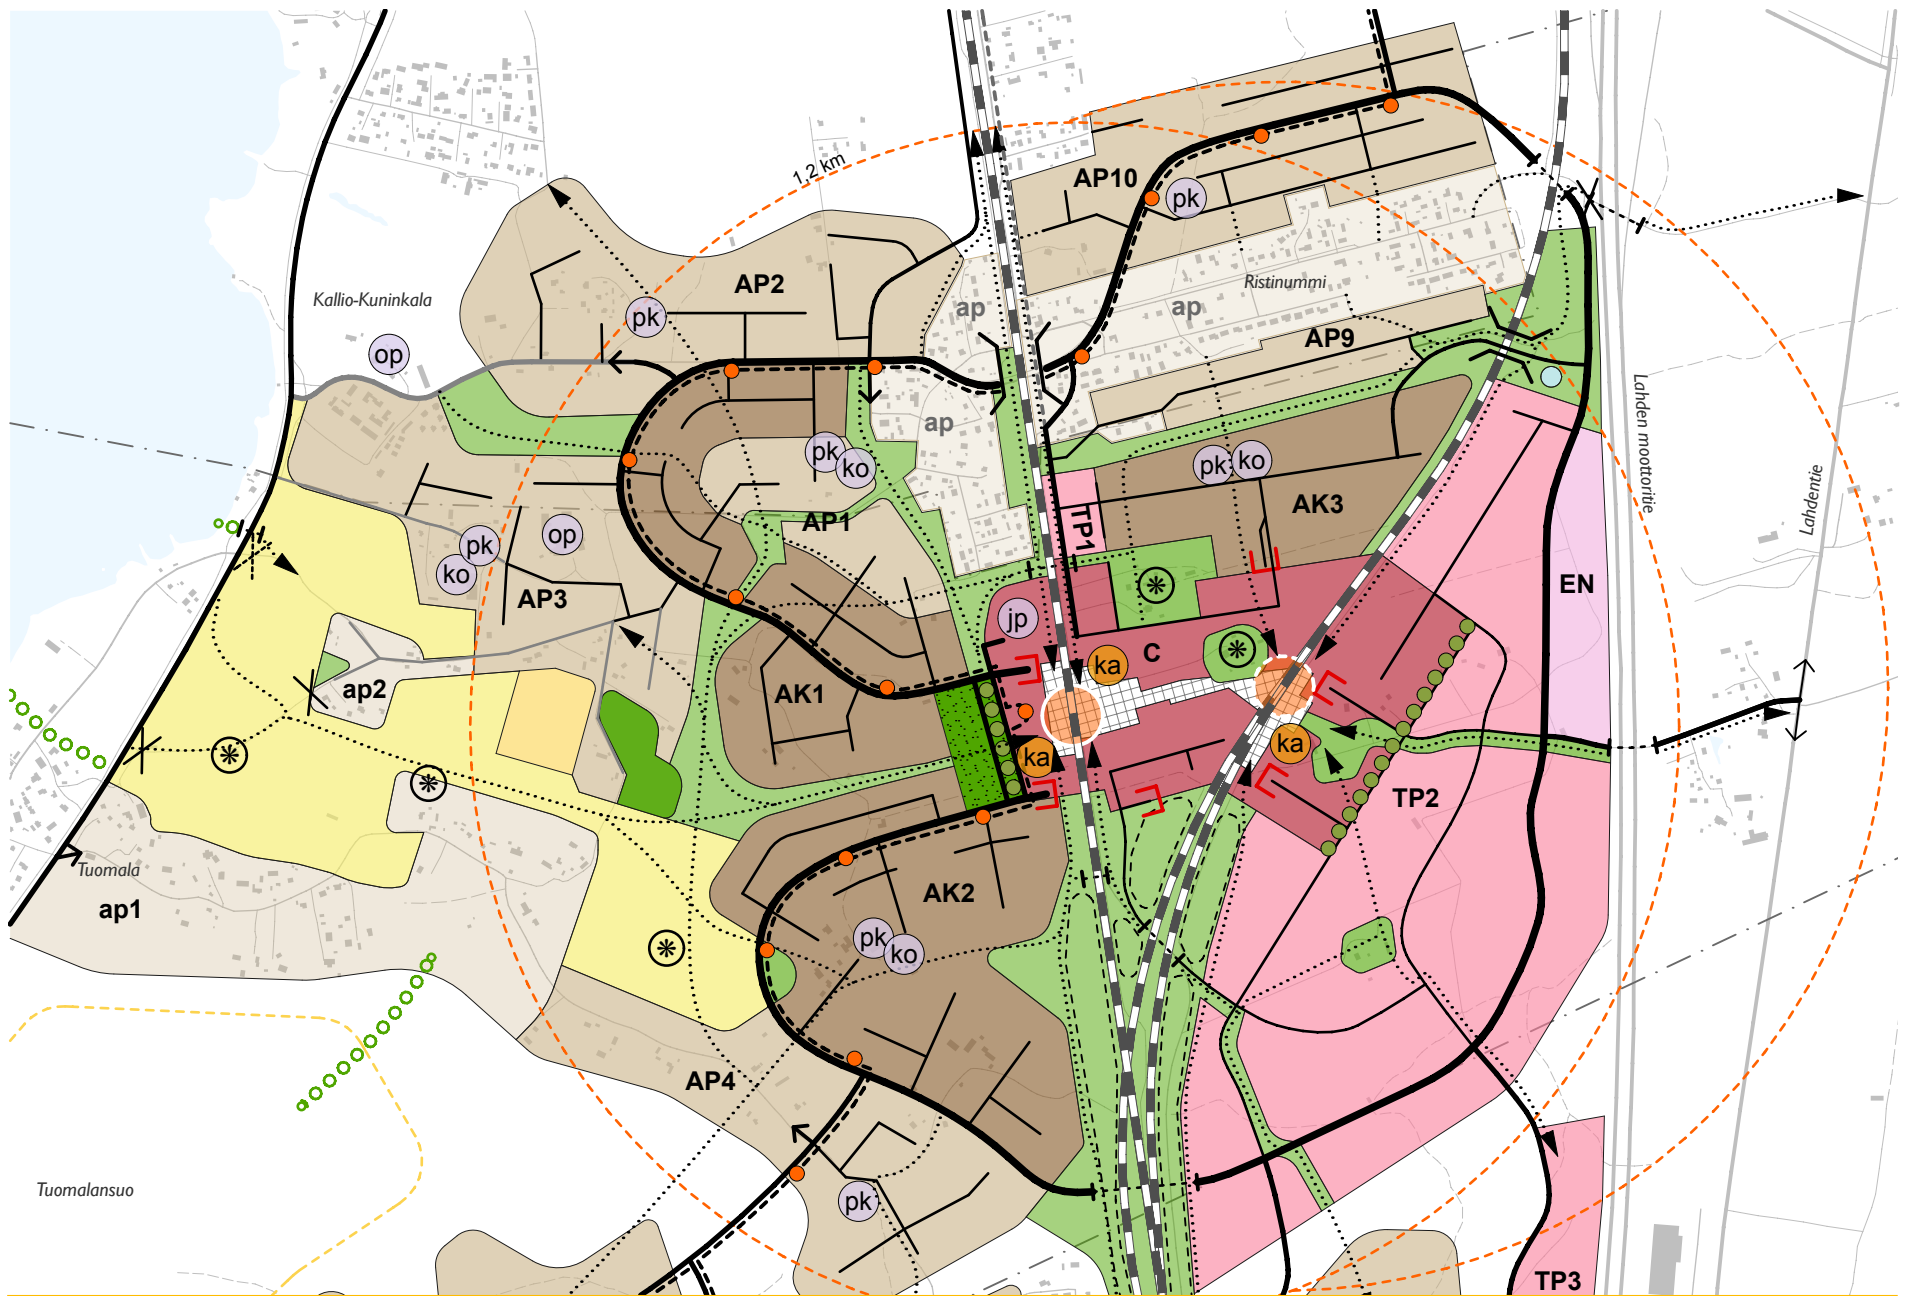 1,2 km
AP10
pk
AP2
Kallio-Kuninkala
Ristinummi
ap
ap
pk
AP9
op
Lahden moottoritie
ap
pk
ko
pk
ko
Lahdentie
AK3
AP1
TP1
op
pk
ko
EN
AP3
jp
C
ka
ap2
AK1
ka
ka
TP2
Tuomala
ap1
AK2
pk
ko
AP4
Tuomalansuo
pk
TP3